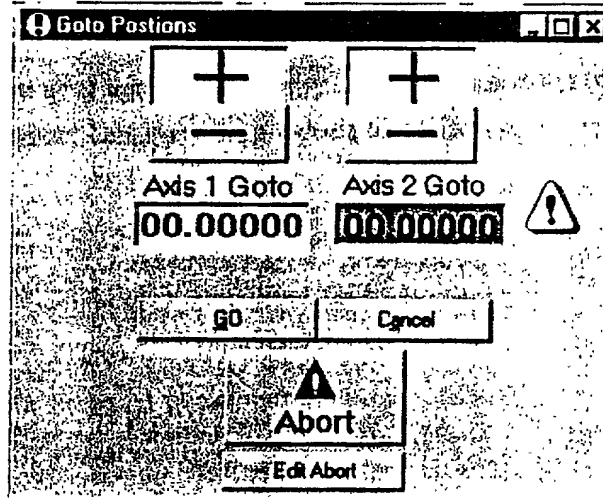 Goto Postions
+ +
- -
Axis 1 Goto Axis 2 Goto
00.00000 00.00000
GO Cancel
Abort
Edit Abort